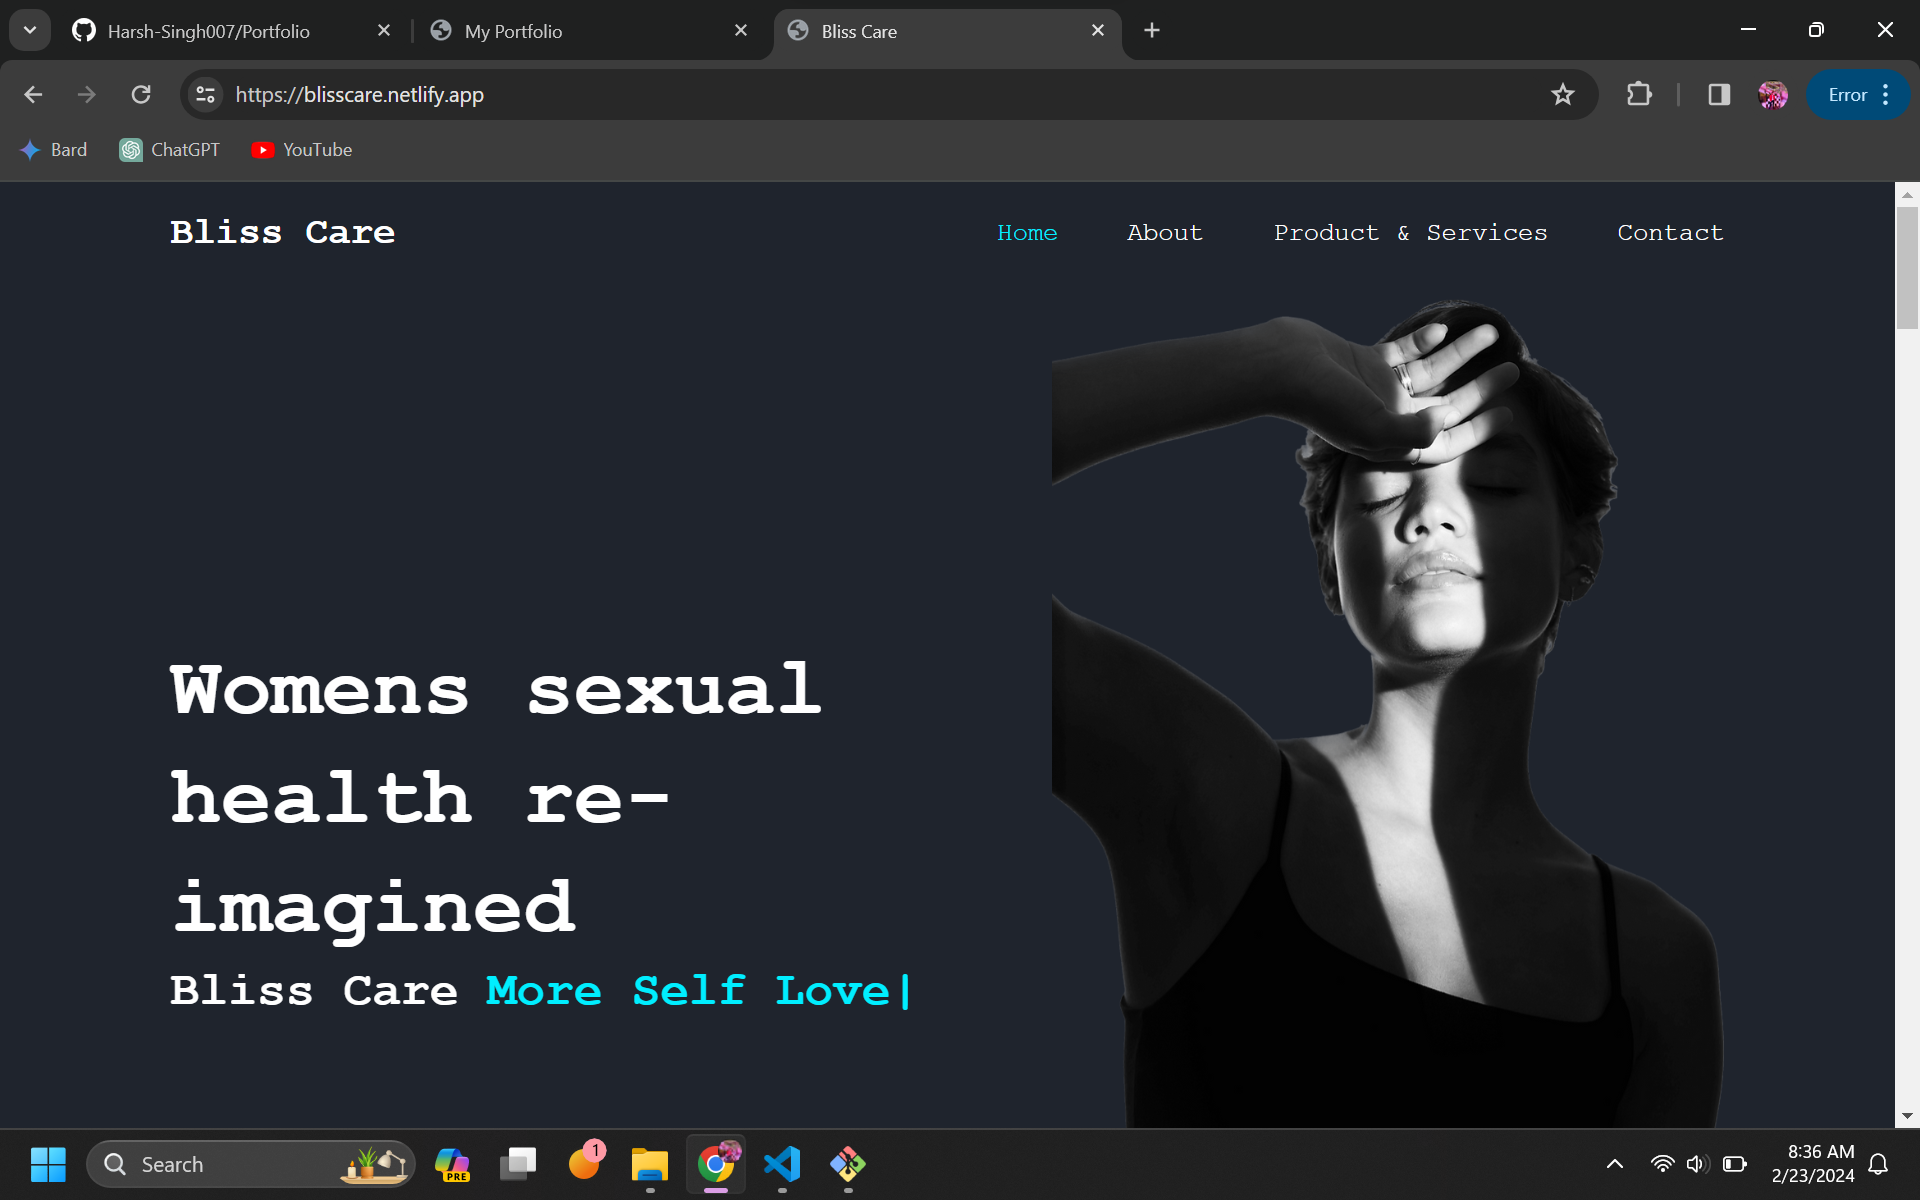 Harsh-Singh007/Portfolio
My Portfolio
Bliss Care
https://blisscare.netlify.app
Error
Bard
ChatGPT
YouTube
Bliss Care
Home
About
Product & Services
Contact
Womens sexual
health re-
imagined
Bliss Care More Self Love|
Search
PRE
1
8:36 AM
2/23/2024